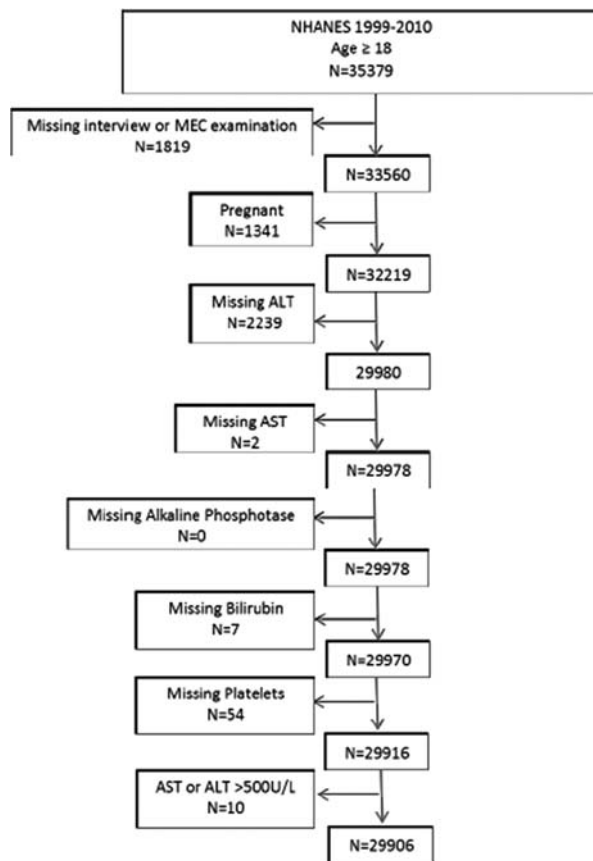 NHANES 1999-2010
Age ≥ 18
N=35379
Missing interview or MEC examination
N=1819
N=33560
Pregnant
N=1341
N=32219
Missing ALT
N=2239
29980
Missing AST
N=2
N=29978
Missing Alkaline Phosphotase
N=0
N=29978
Missing Bilirubin
N=7
N=29970
Missing Platelets
N=54
N=29916
AST or ALT >500U/L
N=10
N=29906